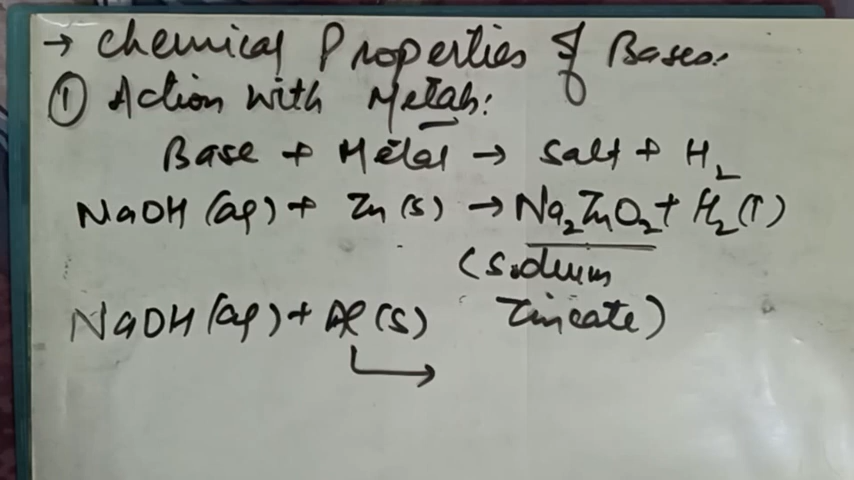 → Chemical Properties of Bases:
① Action with Metals:
Base + Metal → Salt + H₂
NaOH (aq) + Zn (s) → Na₂ZnO₂ + H₂(↑)
(Sodium
NaOH (aq) + Al (s) Zincate)